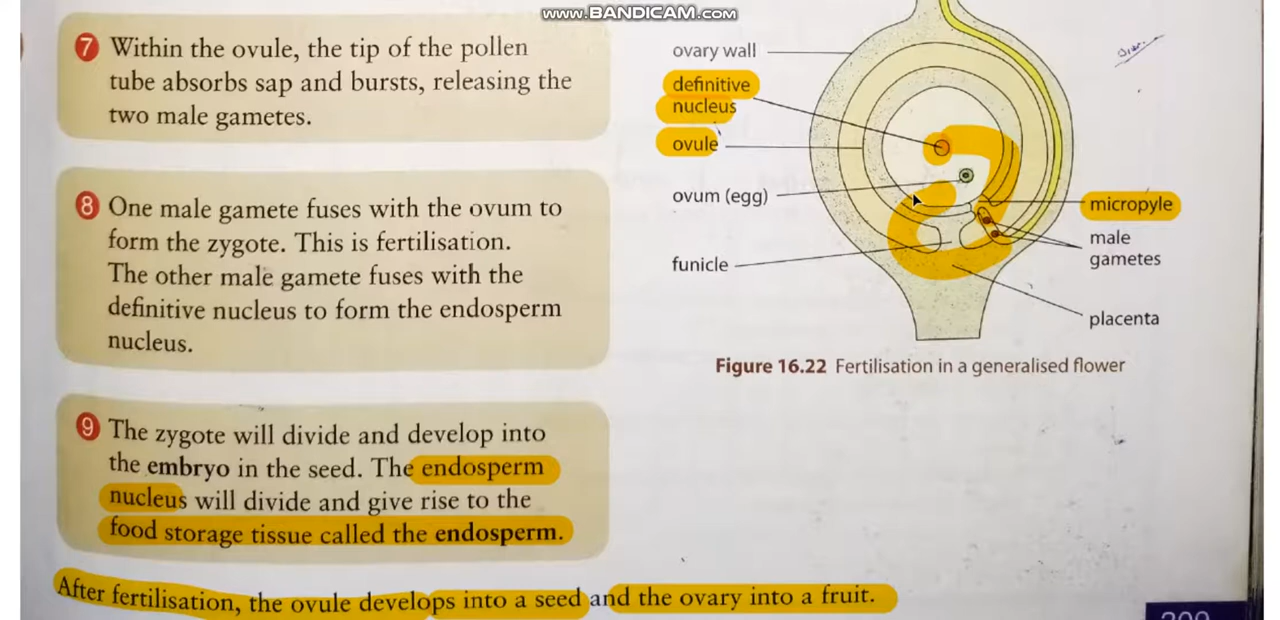 www.BANDICAM.com
7 Within the ovule, the tip of the pollen
tube absorbs sap and bursts, releasing the
two male gametes.
8 One male gamete fuses with the ovum to
form the zygote. This is fertilisation.
The other male gamete fuses with the
definitive nucleus to form the endosperm
nucleus.
9 The zygote will divide and develop into
the embryo in the seed. The endosperm
nucleus will divide and give rise to the
food storage tissue called the endosperm.
After fertilisation, the ovule develops into a seed and the ovary into a fruit.
ovary wall
definitive
nucleus
ovule
ovum (egg)
funicle
micropyle
male
gametes
placenta
Figure 16.22 Fertilisation in a generalised flower